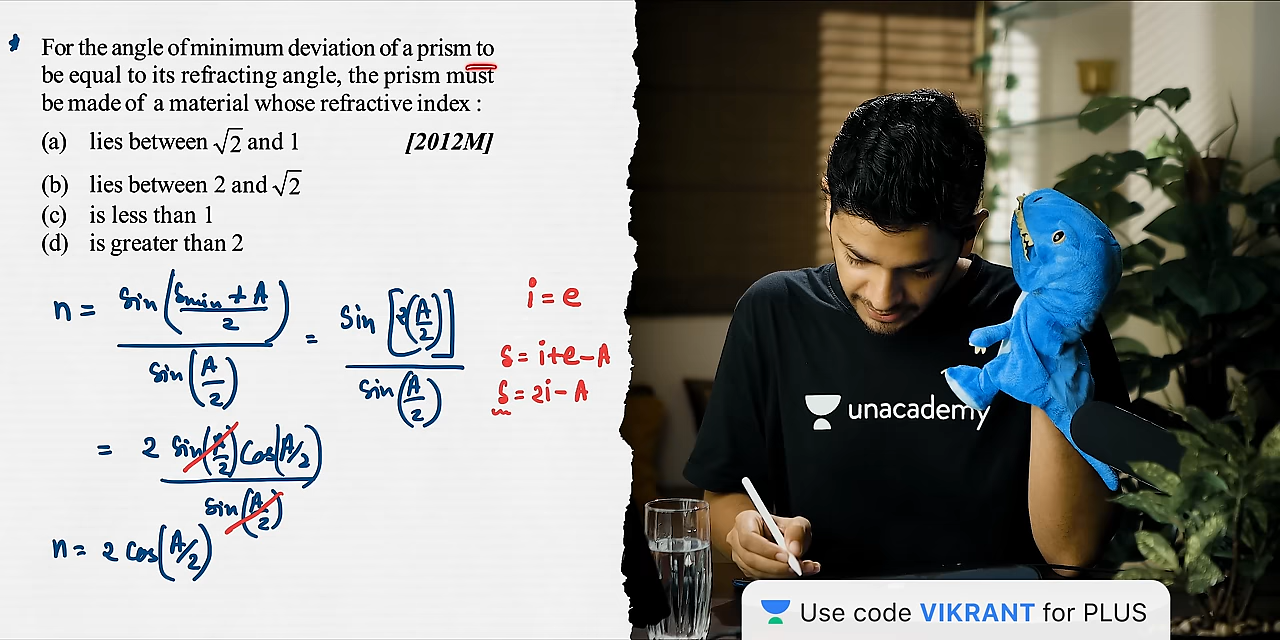 * For the angle of minimum deviation of a prism to
be equal to its refracting angle, the prism must
be made of a material whose refractive index :
(a) lies between √2 and 1 [2012M]
(b) lies between 2 and √2
(c) is less than 1
(d) is greater than 2
n = sin(δmin + A / 2) / sin(A/2) = sin[2(A/2)] / sin(A/2)
= 2 sin(A/2) cos(A/2) / sin(A/2)
n = 2 cos(A/2)
i = e
δ = i+e-A
δm = 2i-A
unacademy
Use code VIKRANT for PLUS